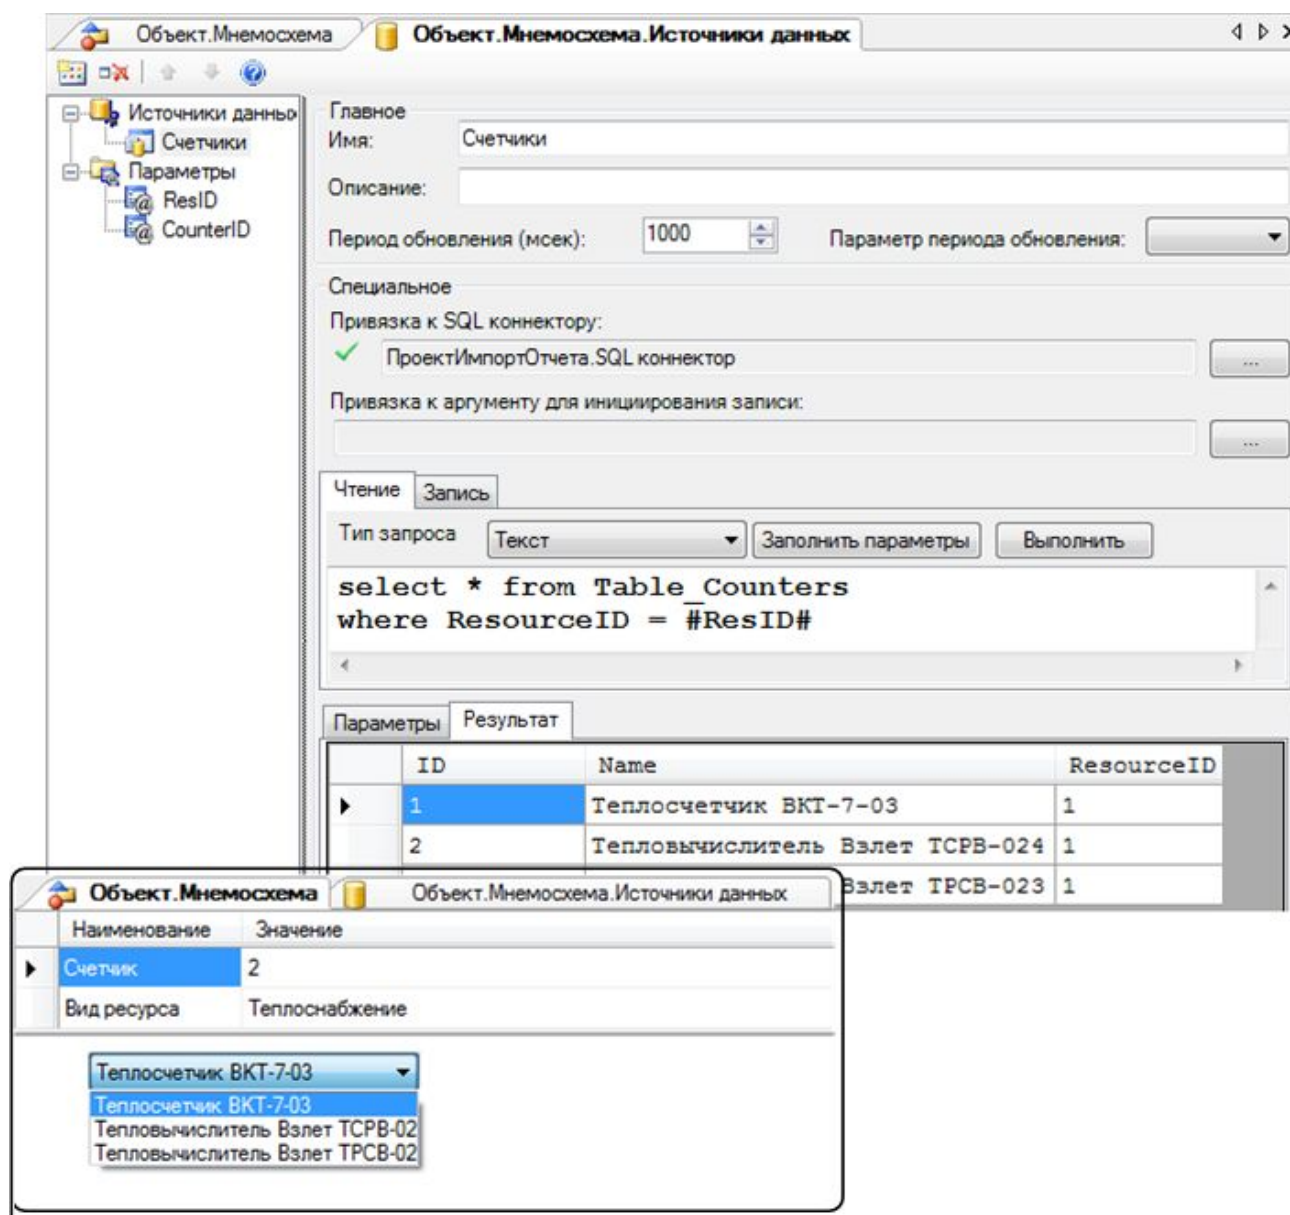 Объект.Мнемосхема Объект.Мнемосхема.Источники данных
Источники данны
Счетчики
Параметры
ResID
CounterID
Главное
Имя: Счетчики
Описание:
Период обновления (мсек): 1000 Параметр периода обновления:
Специальное
Привязка к SQL коннектору:
ПроектИмпортОтчета.SQL коннектор ...
Привязка к аргументу для инициирования записи:
...
Чтение Запись
Тип запроса Текст Заполнить параметры Выполнить
select * from Table_Counters
where ResourceID = #ResID#
Параметры Результат
ID Name ResourceID
1 Теплосчетчик ВКТ-7-03 1
2 Тепловычислитель Взлет ТСРВ-024 1
Взлет ТРСВ-023 1
Объект.Мнемосхема Объект.Мнемосхема.Источники данных
Наименование Значение
Счетчик 2
Вид ресурса Теплоснабжение
Теплосчетчик ВКТ-7-03
Теплосчетчик ВКТ-7-03
Тепловычислитель Взлет ТСРВ-02
Тепловычислитель Взлет ТРСВ-02